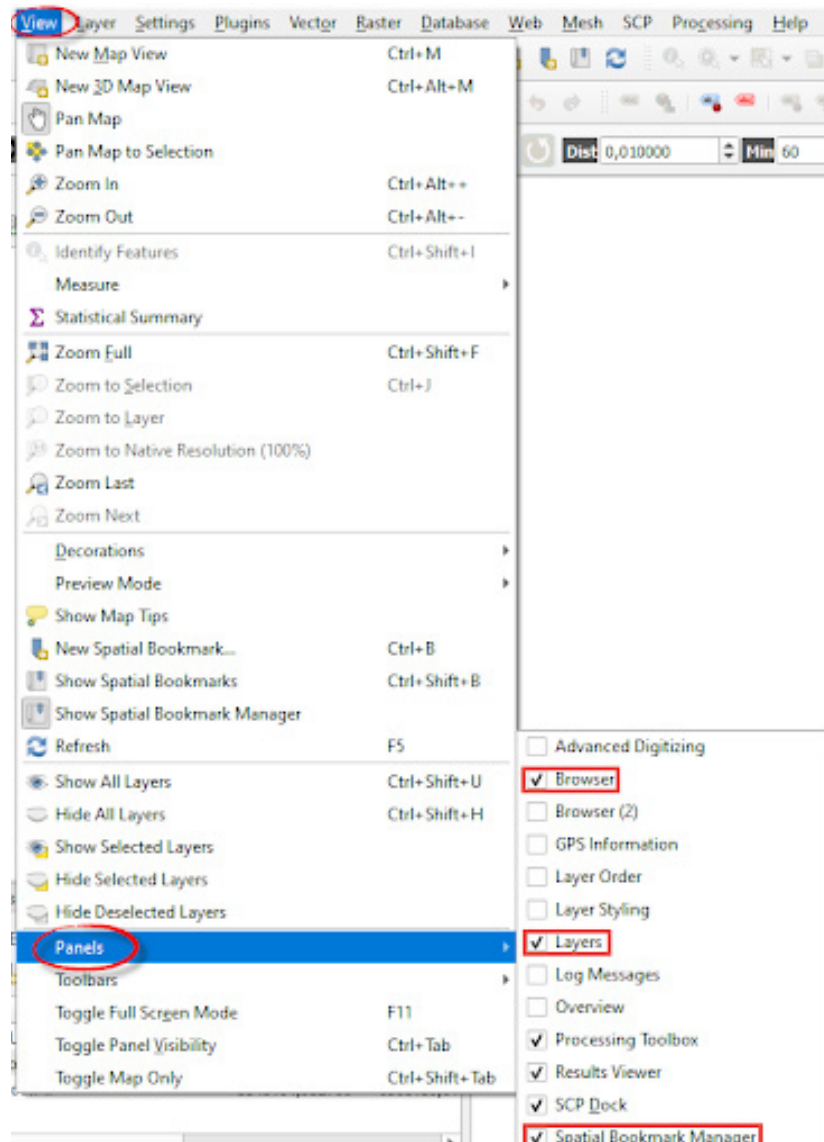 View Layer Settings Plugins Vector Raster Database Web Mesh SCP Processing Help
New Map View Ctrl+M
New 3D Map View Ctrl+Alt+M
Pan Map
Dist 0,010000 Min 60
Pan Map to Selection
Zoom In Ctrl+Alt++
Zoom Out Ctrl+Alt+-
Identify Features Ctrl+Shift+I
Measure
Σ Statistical Summary
Zoom Full Ctrl+Shift+F
Zoom to Selection Ctrl+J
Zoom to Layer
Zoom to Native Resolution (100%)
Zoom Last
Zoom Next
Decorations
Preview Mode
Show Map Tips
New Spatial Bookmark... Ctrl+B
Show Spatial Bookmarks Ctrl+Shift+B
Show Spatial Bookmark Manager
Refresh F5
Show All Layers Ctrl+Shift+U
Hide All Layers Ctrl+Shift+H
Show Selected Layers
Hide Selected Layers
Hide Deselected Layers
Panels
Toolbars
Toggle Full Screen Mode F11
Toggle Panel Visibility Ctrl+Tab
Toggle Map Only Ctrl+Shift+Tab
Advanced Digitizing
Browser
Browser (2)
GPS Information
Layer Order
Layer Styling
Layers
Log Messages
Overview
Processing Toolbox
Results Viewer
SCP Dock
Spatial Bookmark Manager